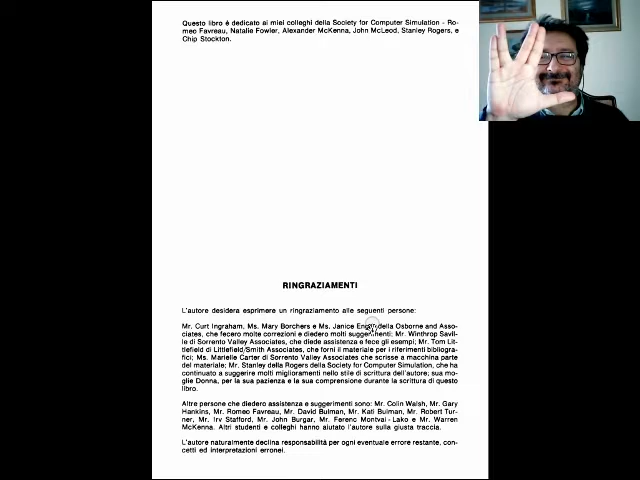 Questo libro è dedicato ai miei colleghi della Society for Computer Simulation - Ro-
meo Favreau, Natalie Fowler, Alexander McKenna, John McLeod, Stanley Rogers, e
Chip Stockton.
RINGRAZIAMENTI
L'autore desidera esprimere un ringraziamento alle seguenti persone:
Mr. Curt Ingraham, Ms. Mary Borchers e Ms. Janice della Osborne and Asso-
ciates, che fecero molte correzioni e diedero molti suggerimenti; Mr. Winthrop Savil-
le di Sorrento Valley Associates, che diede assistenza e fece gli esempi; Mr. Tom Lit-
tlefield di Littlefield/Smith Associates, che fornì il materiale per i riferimenti bibliogra-
fici; Ms. Marielle Carter di Sorrento Valley Associates che scrisse a macchina parte
del materiale; Mr. Stanley della Rogers della Society for Computer Simulation, che ha
continuato a suggerire molti miglioramenti nello stile di scrittura dell'autore; sua mo-
glie Donna, per la sua pazienza e la sua comprensione durante la scrittura di questo
libro.
Altre persone che diedero assistenza e suggerimenti sono: Mr. Colin Walsh, Mr. Gary
Hankins, Mr. Romeo Favreau, Mr. David Bulman, Mr. Kati Bulman, Mr. Robert Tur-
ner, Mr. Irv Stafford, Mr. John Burgar, Mr. Ferenc Montvai-Lako e Mr. Warren
McKenna. Altri studenti e colleghi hanno aiutato l'autore sulla giusta traccia.
L'autore naturalmente declina responsabilità per ogni eventuale errore restante, con-
cetti ed interpretazioni erronei.